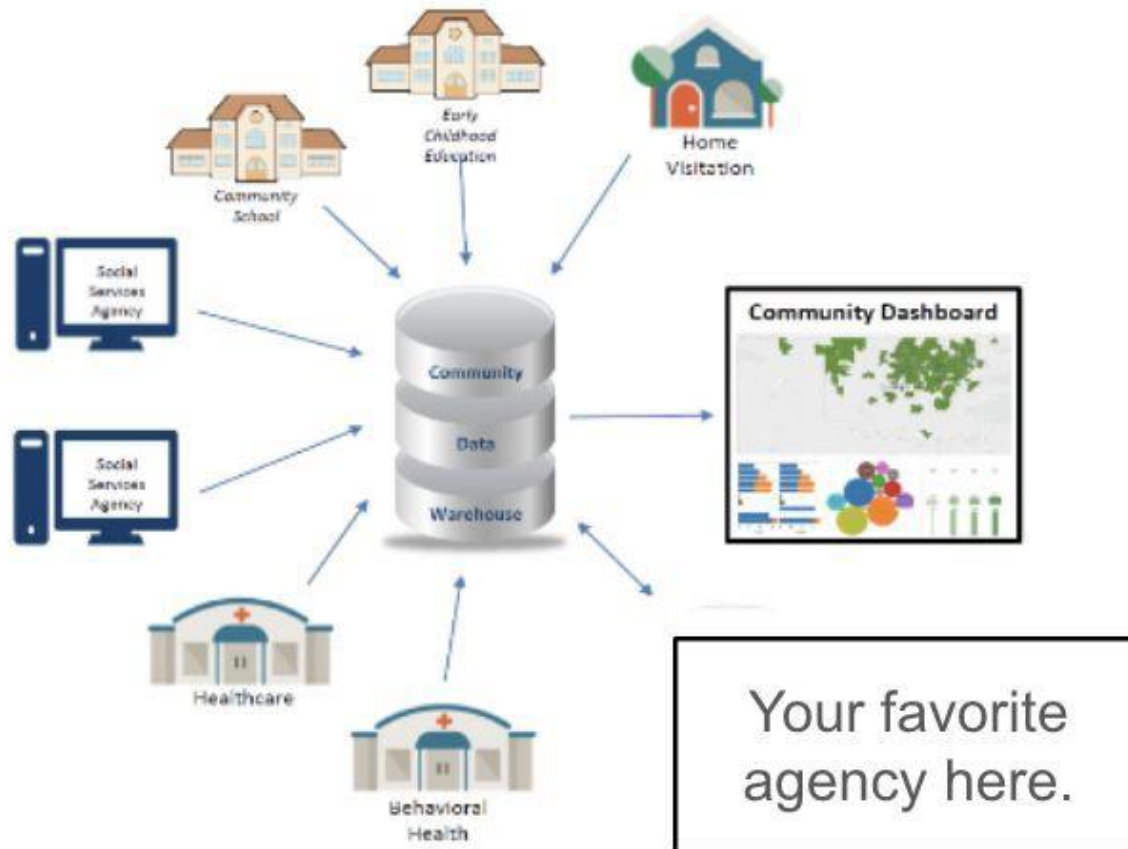 Early
Childhood
Education
Home
Visitation
Community
School
Social
Services
Agency
Community Dashboard
Community
Data
Warehouse
Social
Services
Agency
Healthcare
Behavioral
Health
Your favorite
agency here.